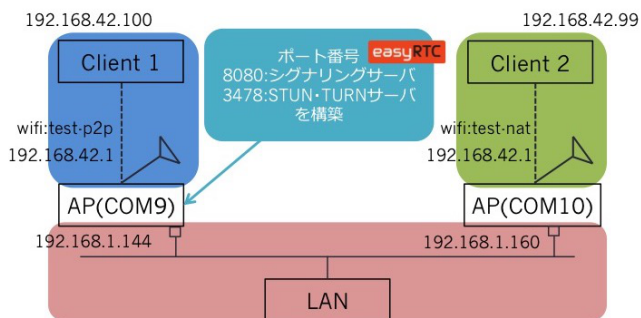 192.168.42.100
192.168.42.99
ポート番号 easyRTC
8080:シグナリングサーバ
3478:STUN・TURNサーバ
を構築
Client 1
Client 2
wifi:test-p2p
192.168.42.1
wifi:test-nat
192.168.42.1
AP(COM9)
AP(COM10)
192.168.1.144
192.168.1.160
LAN